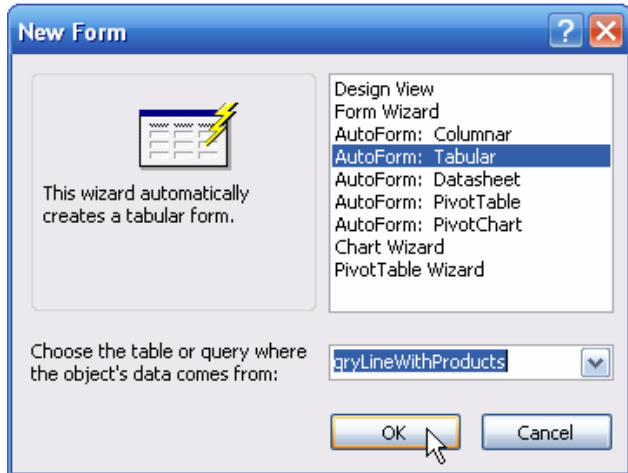 New Form
This wizard automatically
creates a tabular form.
Design View
Form Wizard
AutoForm: Columnar
AutoForm: Tabular
AutoForm: Datasheet
AutoForm: PivotTable
AutoForm: PivotChart
Chart Wizard
PivotTable Wizard
Choose the table or query where
the object's data comes from:
qryLineWithProducts
OK
Cancel